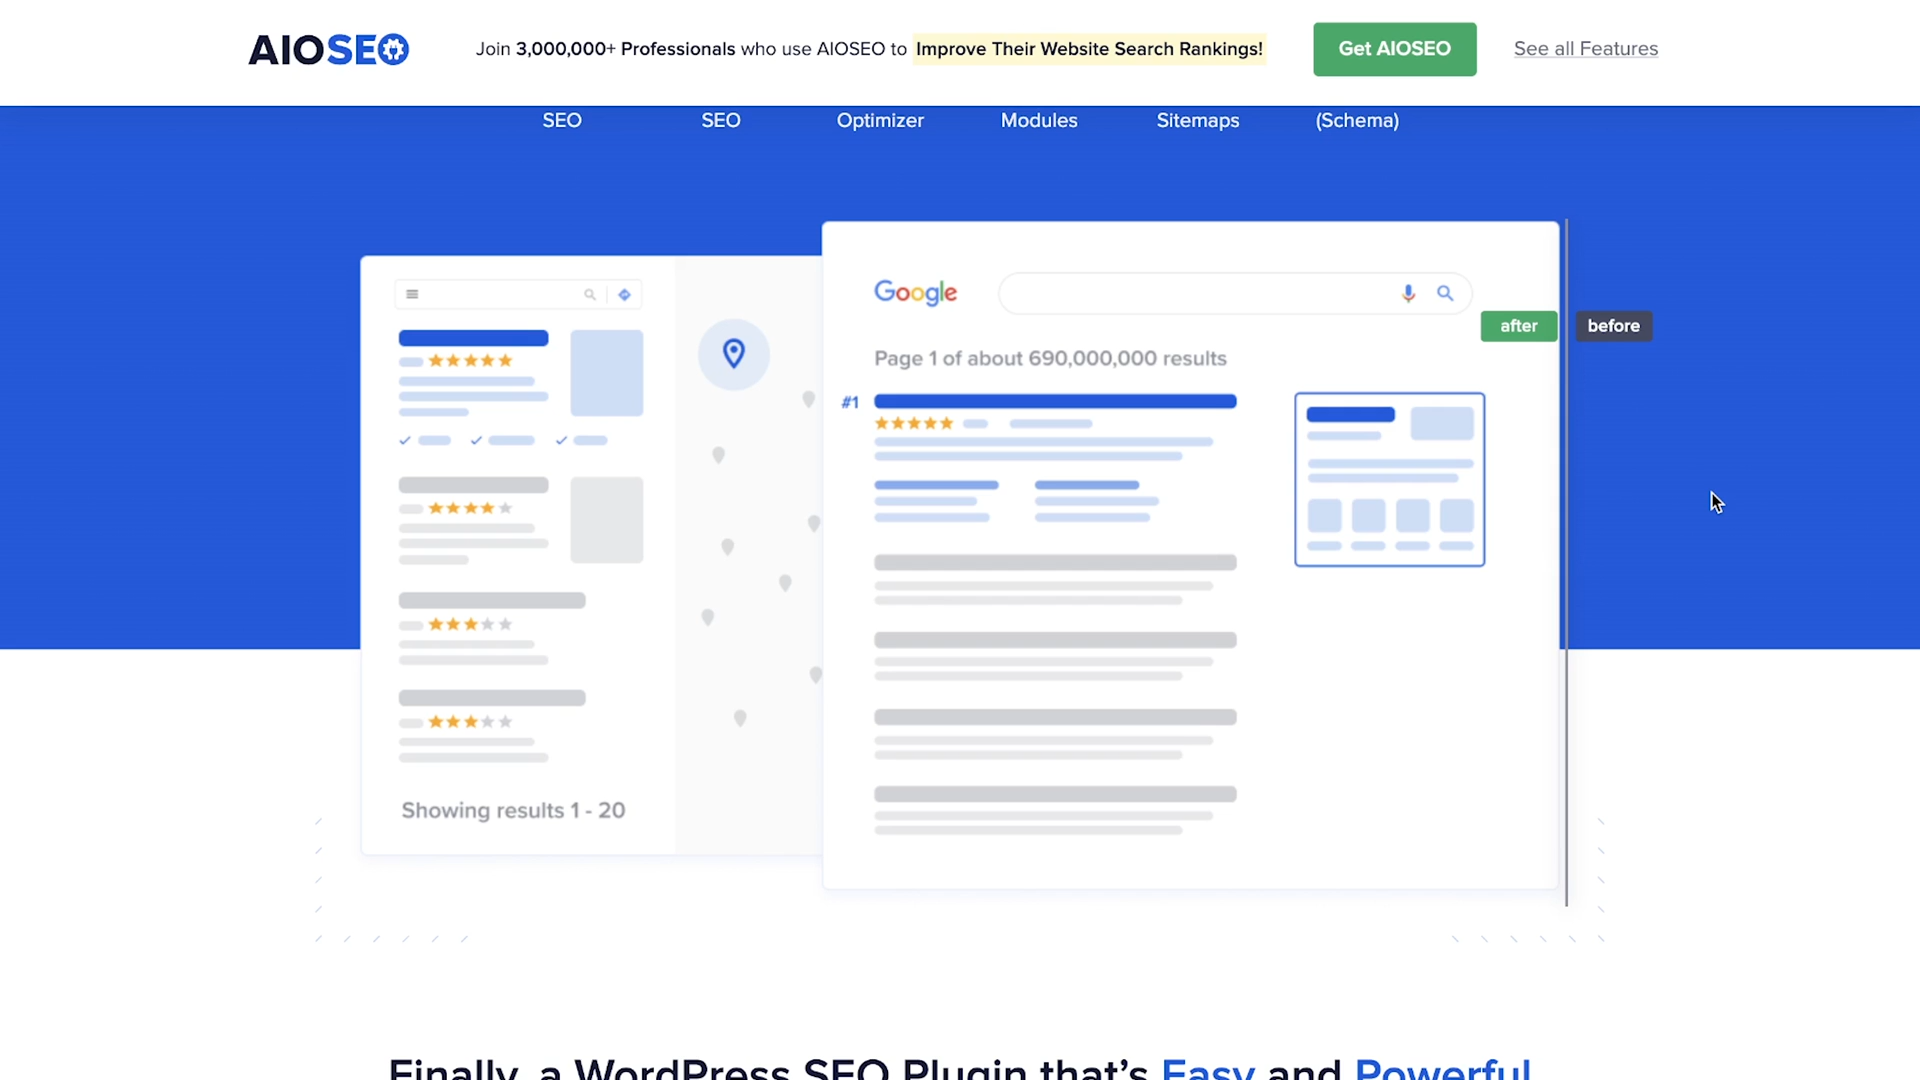 AIOSEO
Join 3,000,000+ Professionals who use AIOSEO to Improve Their Website Search Rankings!
Get AIOSEO
See all Features
SEO
SEO
Optimizer
Modules
Sitemaps
(Schema)
Google
after
before
Page 1 of about 690,000,000 results
#1
Showing results 1 - 20
Finally, a WordPress SEO Plugin that's Easy and Powerful